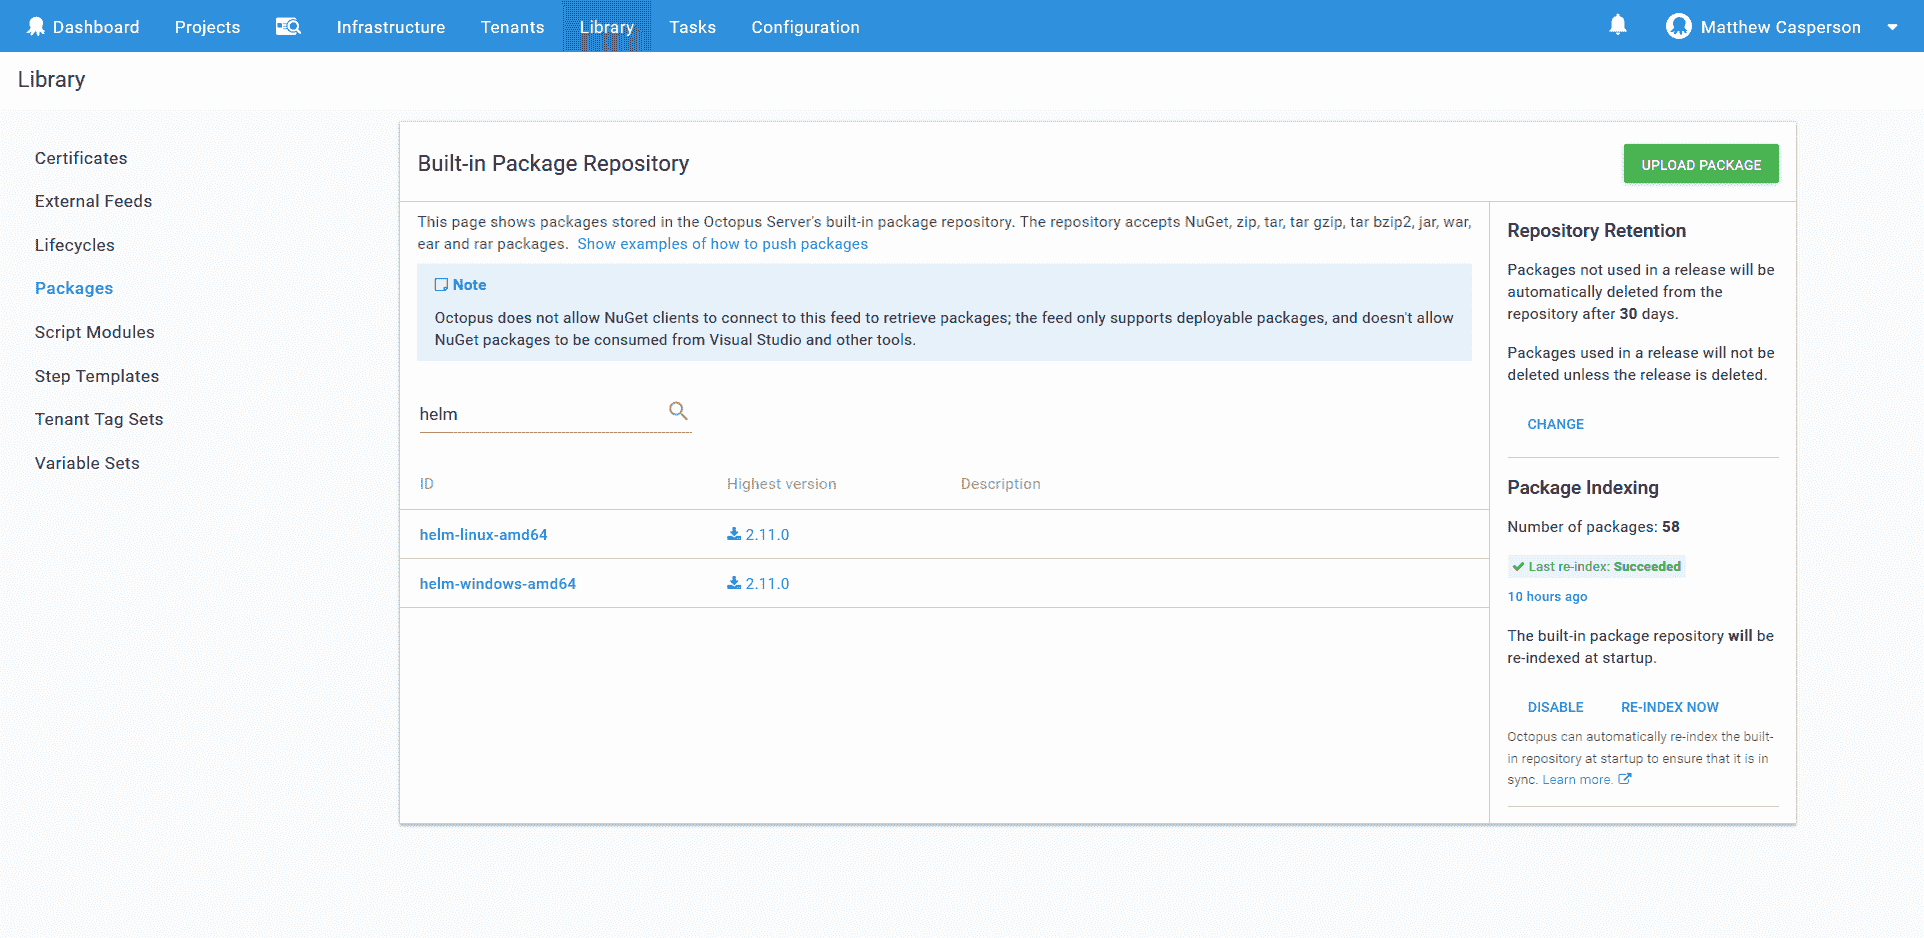 Dashboard Projects Infrastructure Tenants Library Tasks Configuration Matthew Casperson
Library
Certificates
External Feeds
Lifecycles
Packages
Script Modules
Step Templates
Tenant Tag Sets
Variable Sets
Built-in Package Repository
UPLOAD PACKAGE
This page shows packages stored in the Octopus Server's built-in package repository. The repository accepts NuGet, zip, tar, tar gzip, tar bzip2, jar, war,
ear and rar packages. Show examples of how to push packages
Note
Octopus does not allow NuGet clients to connect to this feed to retrieve packages; the feed only supports deployable packages, and doesn't allow
NuGet packages to be consumed from Visual Studio and other tools.
helm
ID Highest version Description
helm-linux-amd64 2.11.0
helm-windows-amd64 2.11.0
Repository Retention
Packages not used in a release will be
automatically deleted from the
repository after 30 days.
Packages used in a release will not be
deleted unless the release is deleted.
CHANGE
Package Indexing
Number of packages: 58
Last re-index: Succeeded
10 hours ago
The built-in package repository will be
re-indexed at startup.
DISABLE RE-INDEX NOW
Octopus can automatically re-index the built-
in repository at startup to ensure that it is in
sync. Learn more.